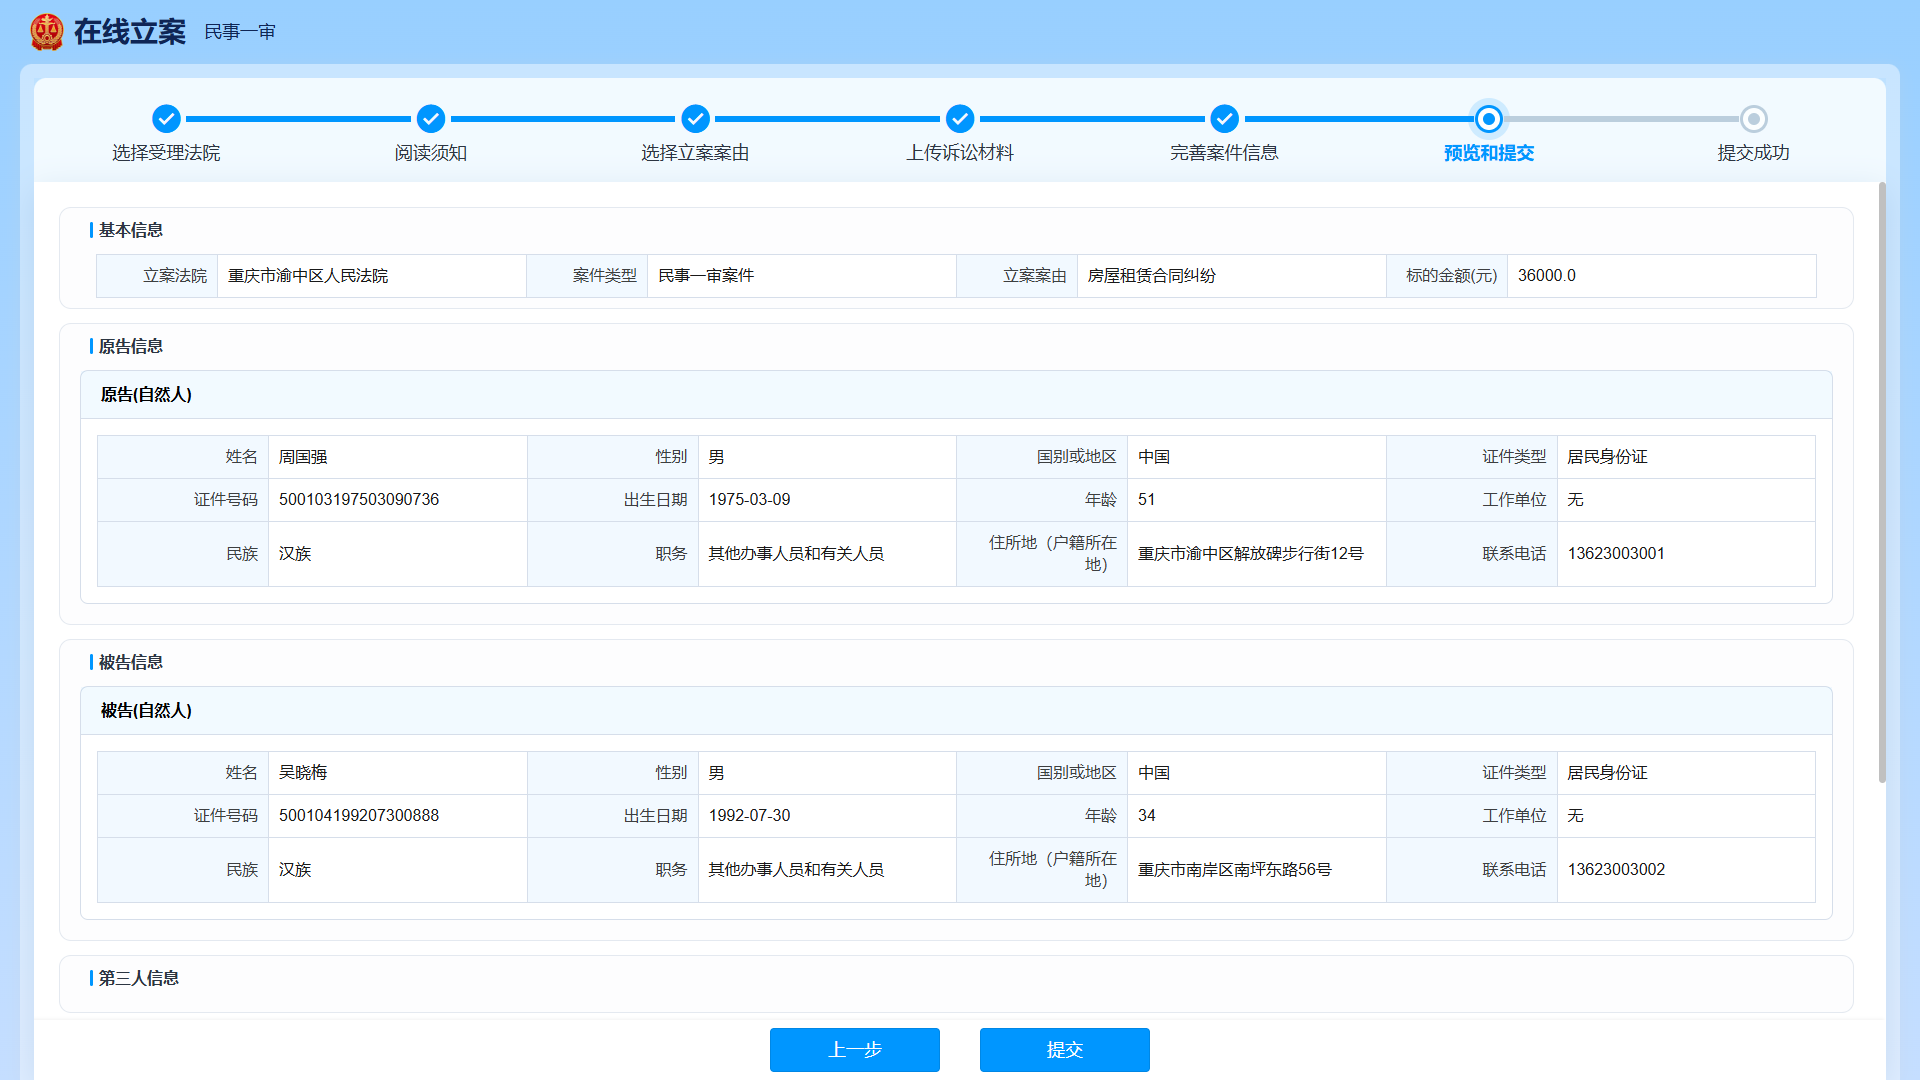 在线立案 民事一审
选择受理法院 阅读须知 选择立案案由 上传诉讼材料 完善案件信息 预览和提交 提交成功
基本信息
立案法院 重庆市渝中区人民法院 案件类型 民事一审案件 立案案由 房屋租赁合同纠纷 标的金额(元) 36000.0
原告信息
原告(自然人)
姓名 周国强 性别 男 国别或地区 中国 证件类型 居民身份证
证件号码 500103197503090736 出生日期 1975-03-09 年龄 51 工作单位 无
民族 汉族 职务 其他办事人员和有关人员 住所地（户籍所在
地） 重庆市渝中区解放碑步行街12号 联系电话 13623003001
被告信息
被告(自然人)
姓名 吴晓梅 性别 男 国别或地区 中国 证件类型 居民身份证
证件号码 500104199207300888 出生日期 1992-07-30 年龄 34 工作单位 无
民族 汉族 职务 其他办事人员和有关人员 住所地（户籍所在
地） 重庆市南岸区南坪东路56号 联系电话 13623003002
第三人信息
上一步 提交